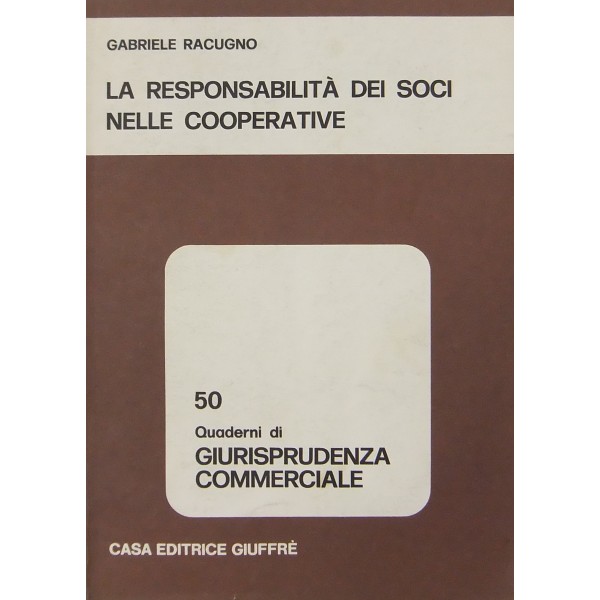 GABRIELE RACUGNO
LA RESPONSABILITÀ DEI SOCI
NELLE COOPERATIVE
50
Quaderni di
GIURISPRUDENZA
COMMERCIALE
CASA EDITRICE GIUFFRÈ